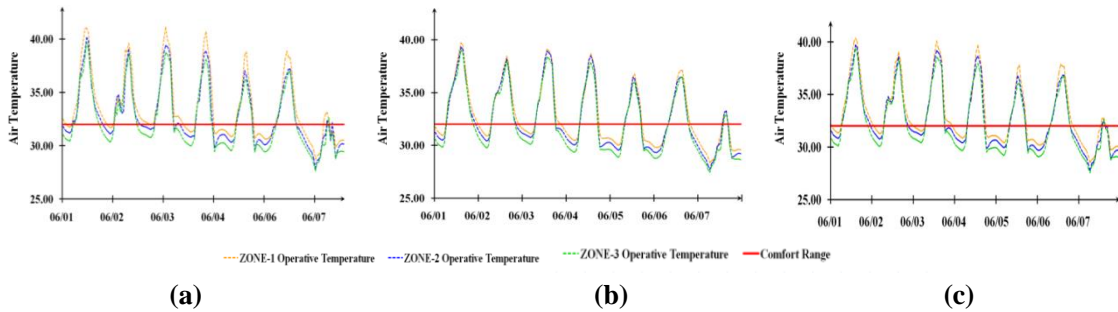 Air Temperature
40.00
35.00
30.00
25.00
06/01 06/02 06/03 06/04 06/06 06/07
Air Temperature
40.00
35.00
30.00
25.00
06/01 06/02 06/03 06/04 06/05 06/06 06/07
Air Temperature
40.00
35.00
30.00
25.00
06/01 06/02 06/03 06/04 06/05 06/06 06/07
ZONE-1 Operative Temperature ZONE-2 Operative Temperature ZONE-3 Operative Temperature Comfort Range
(a) (b) (c)